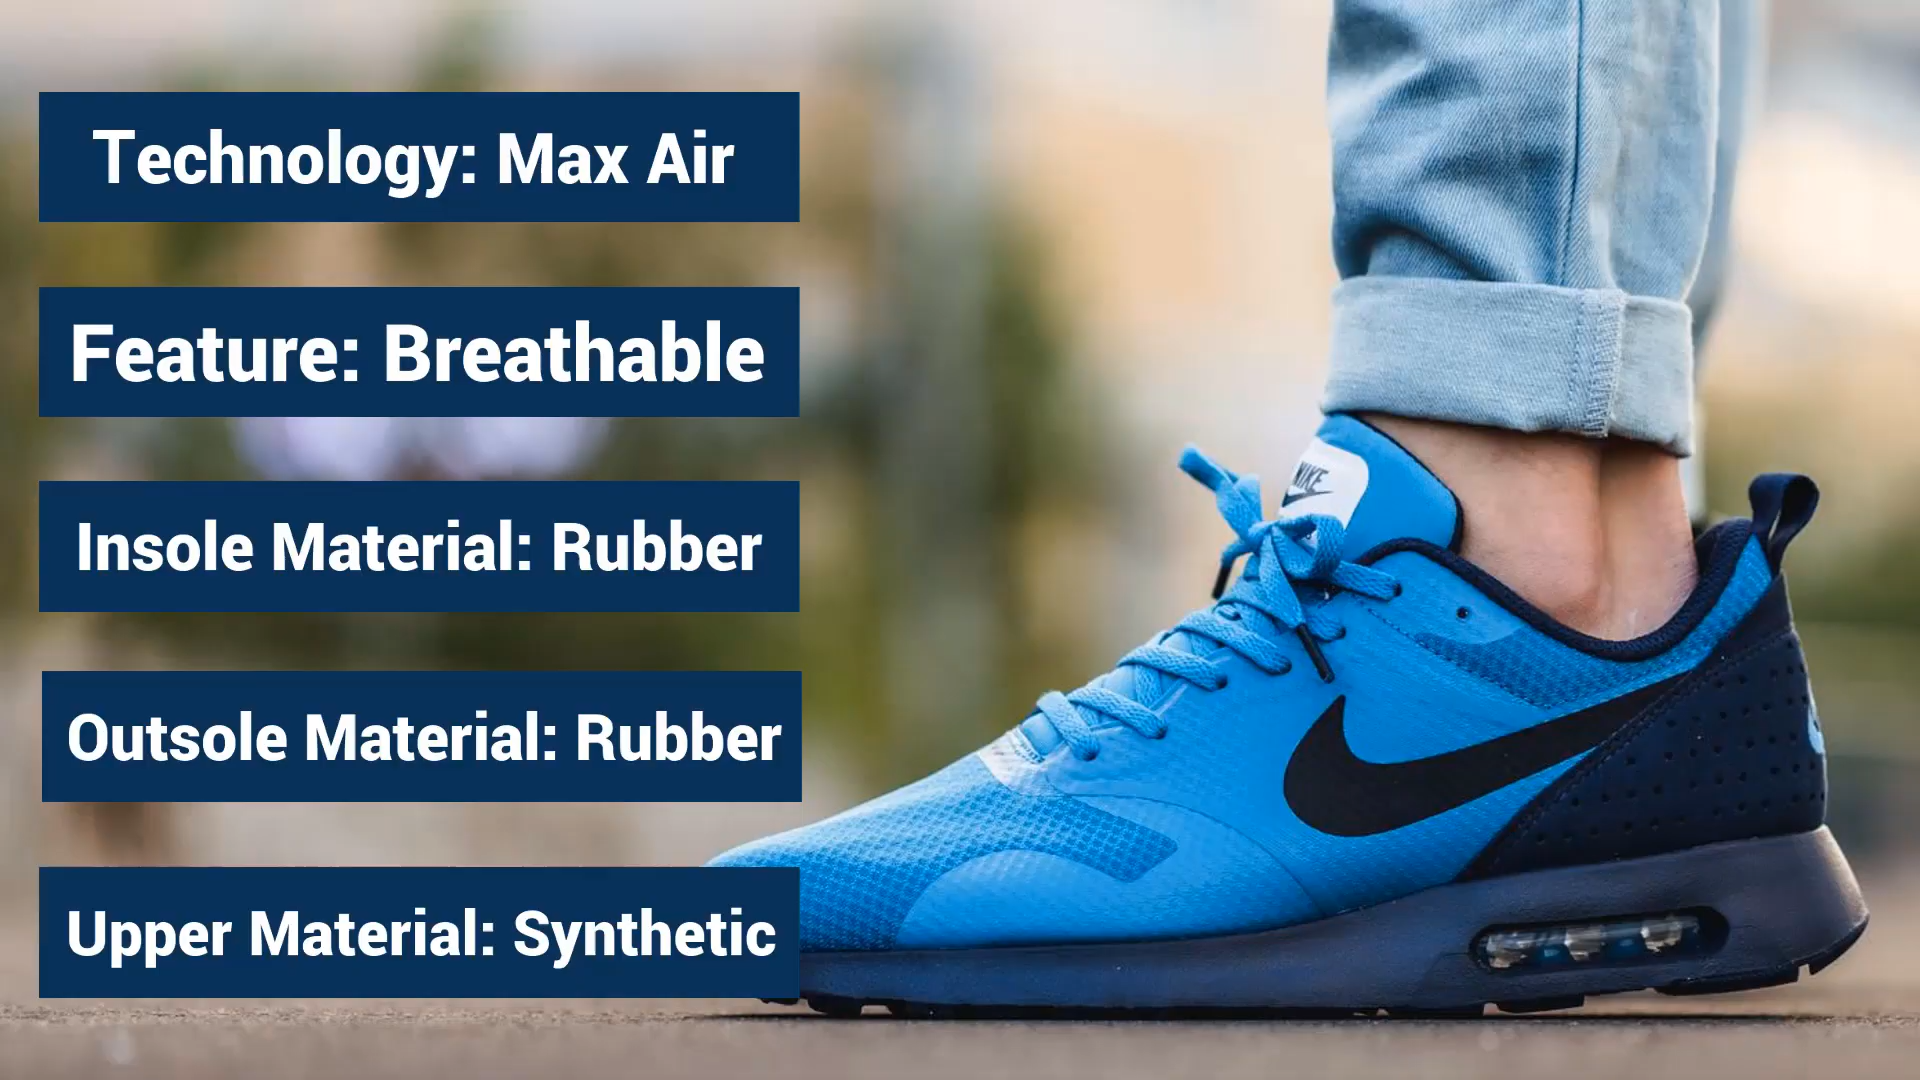 Technology: Max Air
Feature: Breathable
Insole Material: Rubber
Outsole Material: Rubber
Upper Material: Synthetic
NIKE